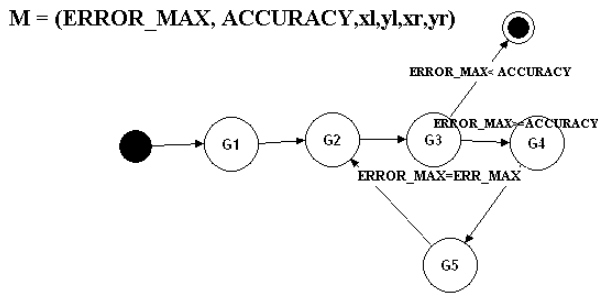 M = (ERROR_MAX, ACCURACY,xl,yl,xr,yr)
ERROR_MAX< ACCURACY
ERROR_MAX>=ACCURACY
G1
G2
G3
G4
ERROR_MAX=ERR_MAX
G5